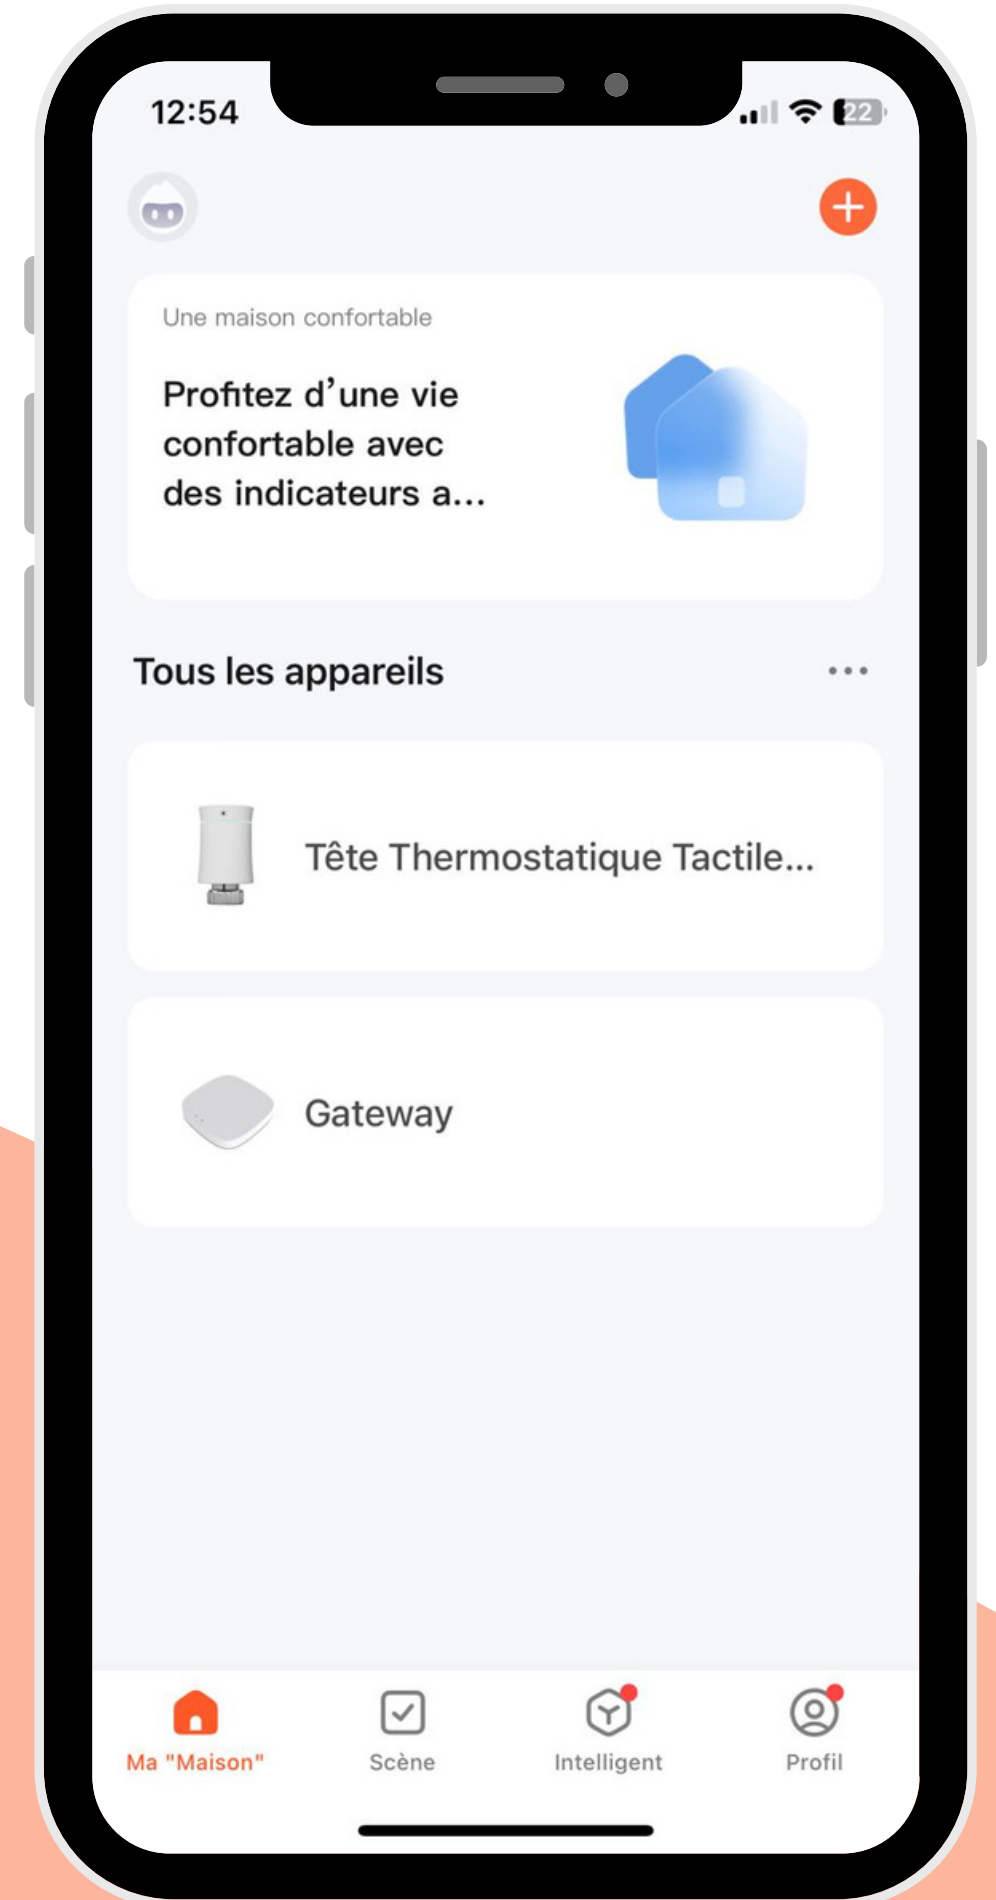 12:54
22
Une maison confortable
Profitez d’une vie
confortable avec
des indicateurs a...
Tous les appareils
Tête Thermostatique Tactile...
Gateway
Ma "Maison"
Scène
Intelligent
Profil